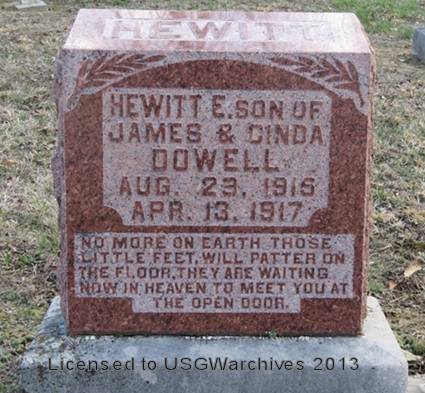 HEWITT
HEWITT E. SON OF
JAMES & DINDA
DOWELL
AUG. 29, 1915
APR. 13, 1917
NO MORE ON EARTH THOSE
LITTLE FEET, WILL PATTER ON
THE FLOOR, THEY ARE WAITING
NOW IN HEAVEN TO MEET YOU AT
THE OPEN DOOR.
Licensed to USGWarchives 2013